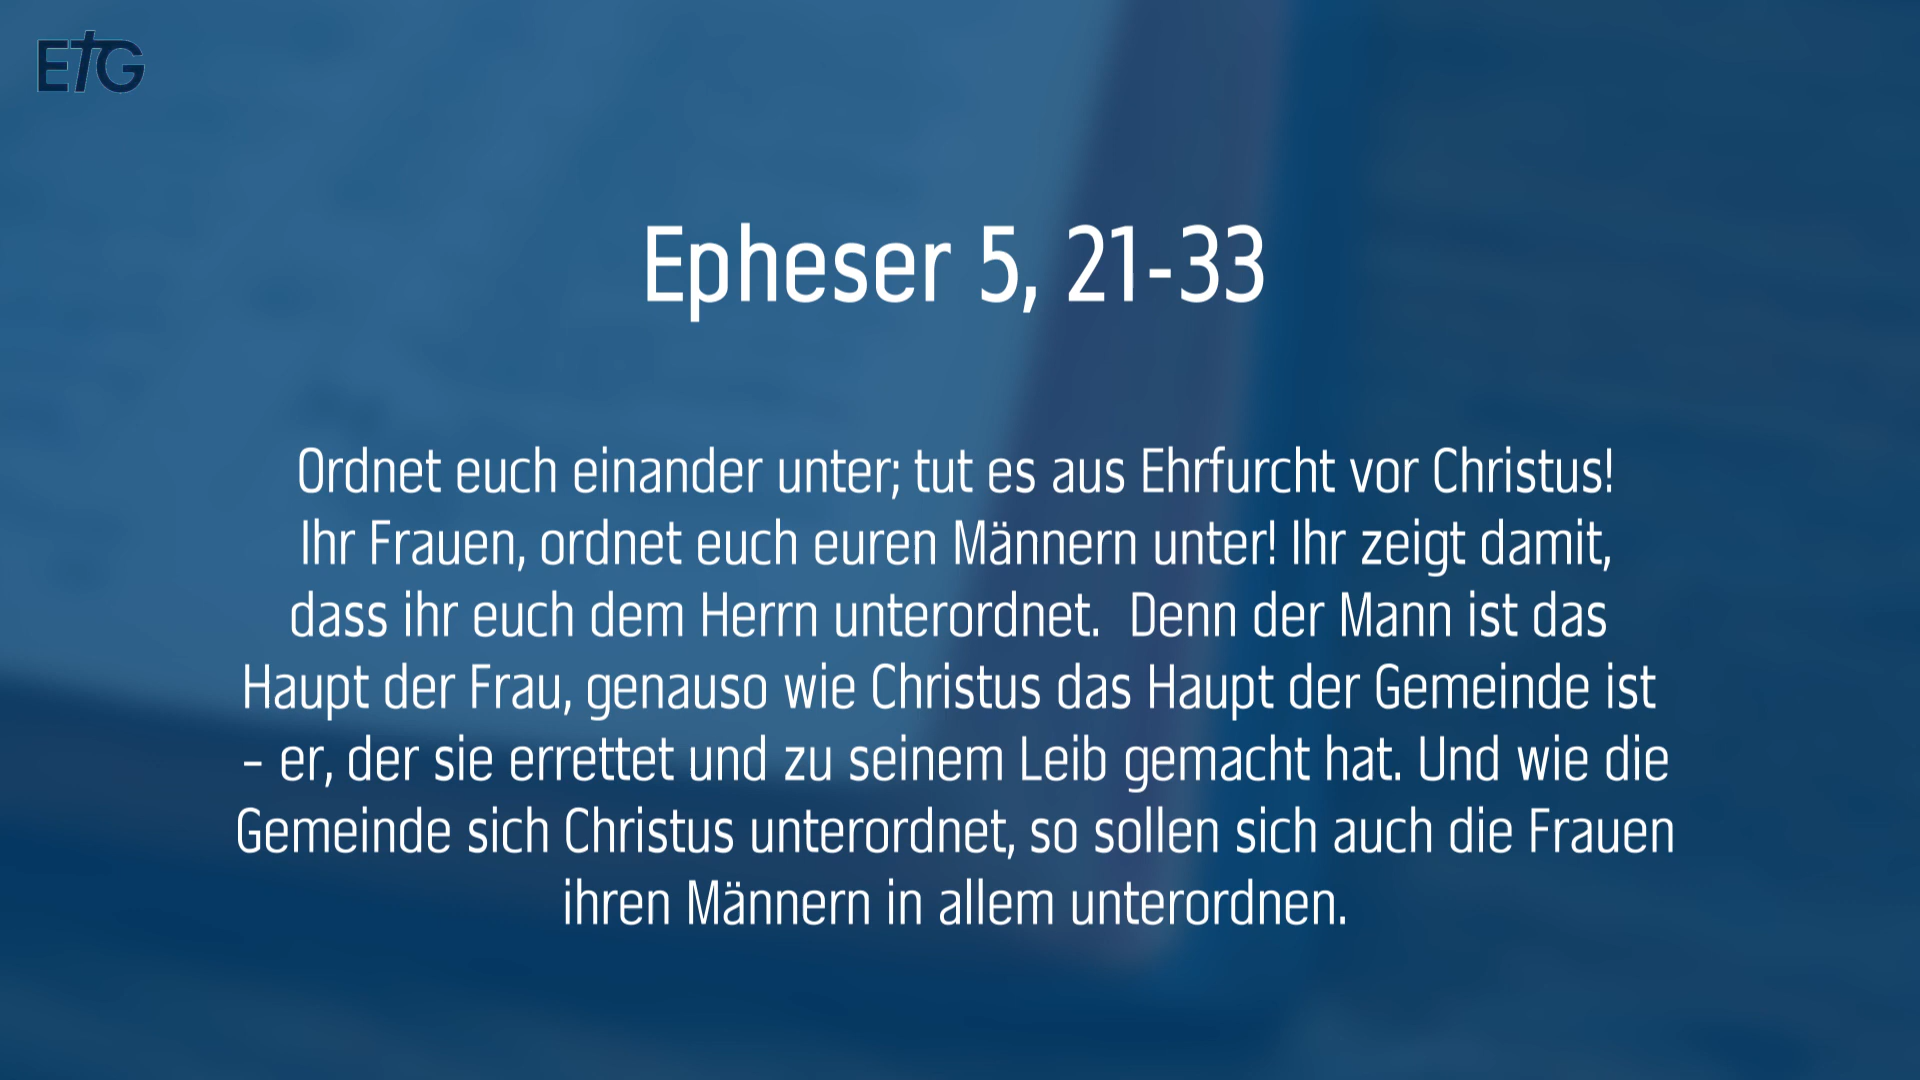 EtG
Epheser 5, 21-33
Ordnet euch einander unter; tut es aus Ehrfurcht vor Christus!
Ihr Frauen, ordnet euch euren Männern unter! Ihr zeigt damit,
dass ihr euch dem Herrn unterordnet.  Denn der Mann ist das
Haupt der Frau, genauso wie Christus das Haupt der Gemeinde ist
– er, der sie errettet und zu seinem Leib gemacht hat. Und wie die
Gemeinde sich Christus unterordnet, so sollen sich auch die Frauen
ihren Männern in allem unterordnen.